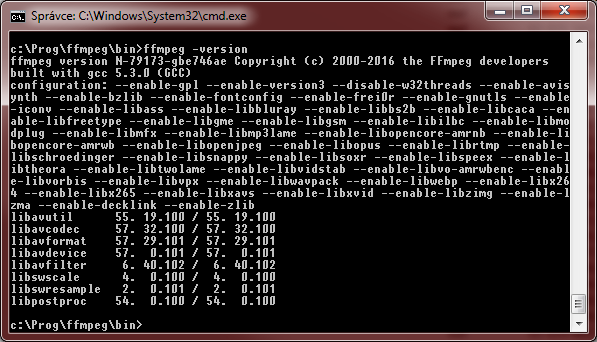 Správce: C:\Windows\System32\cmd.exe
c:\Prog\ffmpeg\bin>ffmpeg -version
ffmpeg version N-79173-gbe746ae Copyright (c) 2000-2016 the FFmpeg developers
built with gcc 5.3.0 (GCC)
configuration: --enable-gpl --enable-version3 --disable-w32threads --enable-avis
ynth --enable-bzlib --enable-fontconfig --enable-frei0r --enable-gnutls --enable
-iconv --enable-libass --enable-libbluray --enable-libbs2b --enable-libcaca --en
able-libfreetype --enable-libgme --enable-libgsm --enable-libilbc --enable-libmo
dplug --enable-libmfx --enable-libmp3lame --enable-libopencore-amrnb --enable-li
bopencore-amrwb --enable-libopenjpeg --enable-libopus --enable-librtmp --enable-
libschroedinger --enable-libsnappy --enable-libsoxr --enable-libspeex --enable-l
ibtheora --enable-libtwolame --enable-libvidstab --enable-libvo-amrwbenc --enabl
e-libvorbis --enable-libvpx --enable-libwavpack --enable-libwebp --enable-libx26
4 --enable-libx265 --enable-libxavs --enable-libxvid --enable-libzimg --enable-l
zma --enable-decklink --enable-zlib
libavutil      55. 19.100 / 55. 19.100
libavcodec     57. 32.100 / 57. 32.100
libavformat    57. 29.101 / 57. 29.101
libavdevice    57.  0.101 / 57.  0.101
libavfilter     6. 40.102 /  6. 40.102
libswscale      4.  0.100 /  4.  0.100
libswresample   2.  0.101 /  2.  0.101
libpostproc    54.  0.100 / 54.  0.100
c:\Prog\ffmpeg\bin>